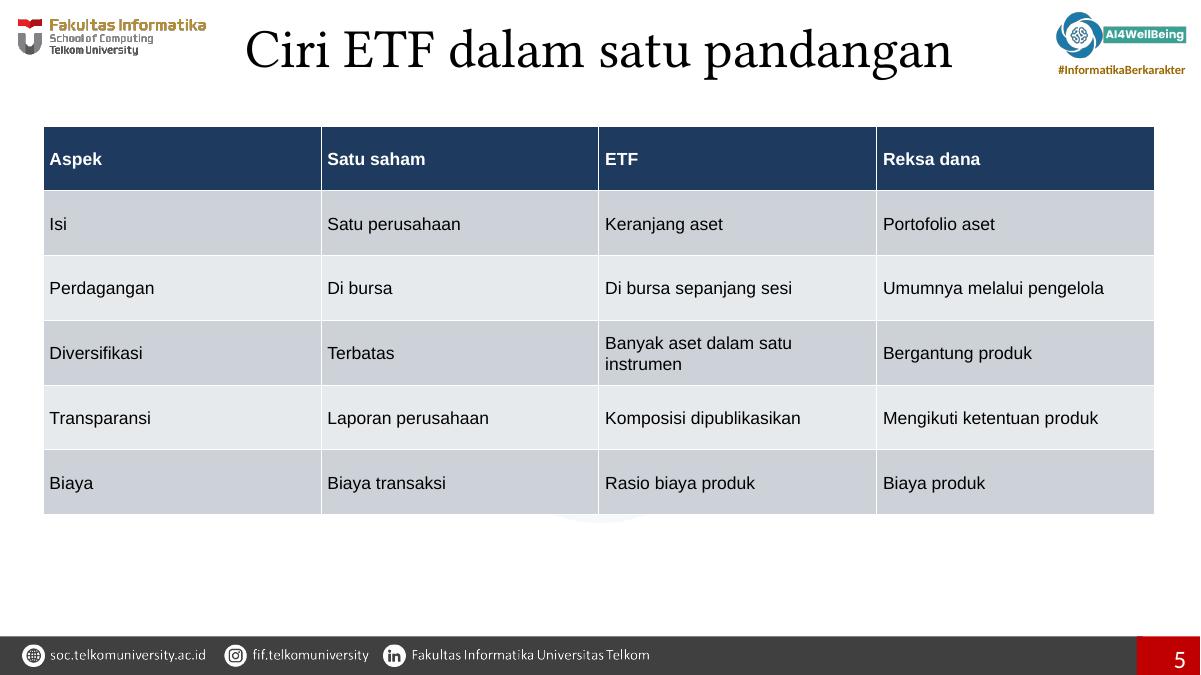 Fakultas Informatika
School of Computing
Telkom University
Ciri ETF dalam satu pandangan
AI4WellBeing
#InformatikaBerkarakter
Aspek
Satu saham
ETF
Reksa dana
Isi
Satu perusahaan
Keranjang aset
Portofolio aset
Perdagangan
Di bursa
Di bursa sepanjang sesi
Umumnya melalui pengelola
Diversifikasi
Terbatas
Banyak aset dalam satu
instrumen
Bergantung produk
Transparansi
Laporan perusahaan
Komposisi dipublikasikan
Mengikuti ketentuan produk
Biaya
Biaya transaksi
Rasio biaya produk
Biaya produk
soc.telkomuniversity.ac.id
fif.telkomuniversity
Fakultas Informatika Universitas Telkom
5